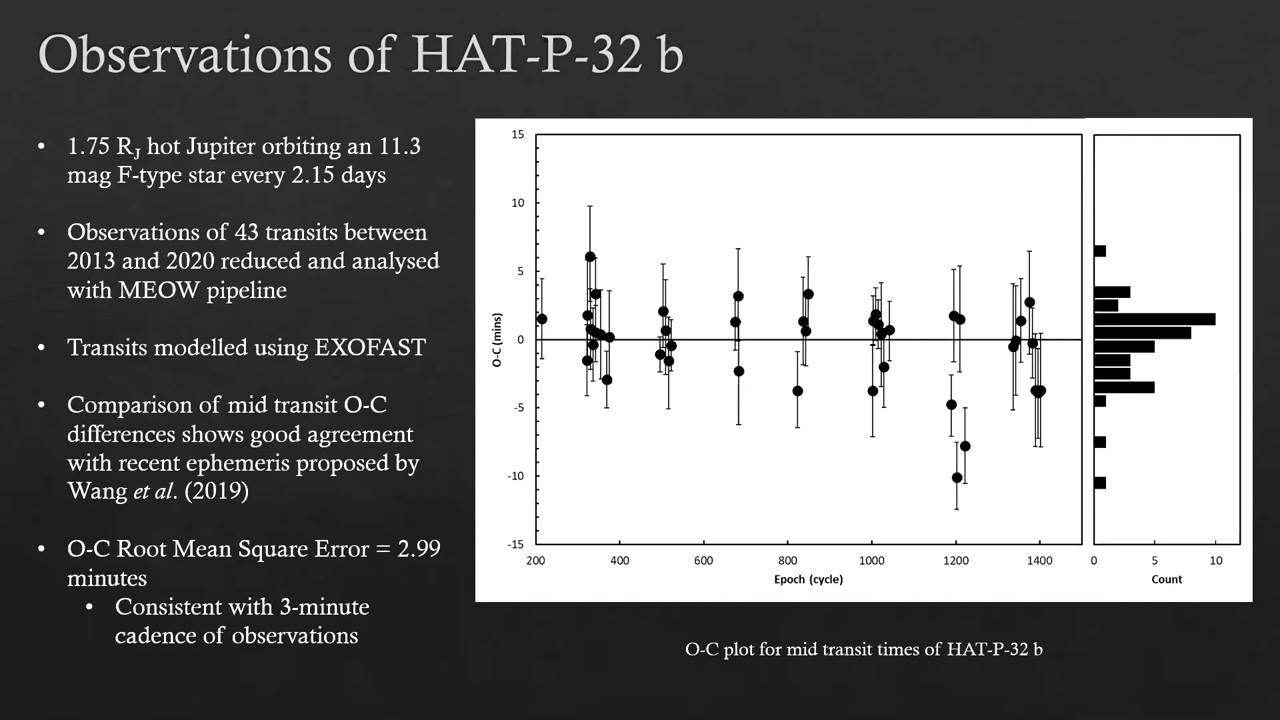 Observations of HAT-P-32 b
• 1.75 R_J hot Jupiter orbiting an 11.3
mag F-type star every 2.15 days
• Observations of 43 transits between
2013 and 2020 reduced and analysed
with MEOW pipeline
• Transits modelled using EXOFAST
• Comparison of mid transit O-C
differences shows good agreement
with recent ephemeris proposed by
Wang et al. (2019)
• O-C Root Mean Square Error = 2.99
minutes
• Consistent with 3-minute
cadence of observations
15
10
5
0
-5
-10
-15
O-C (mins)
200 400 600 800 1000 1200 1400
Epoch (cycle)
0 5 10
Count
O-C plot for mid transit times of HAT-P-32 b